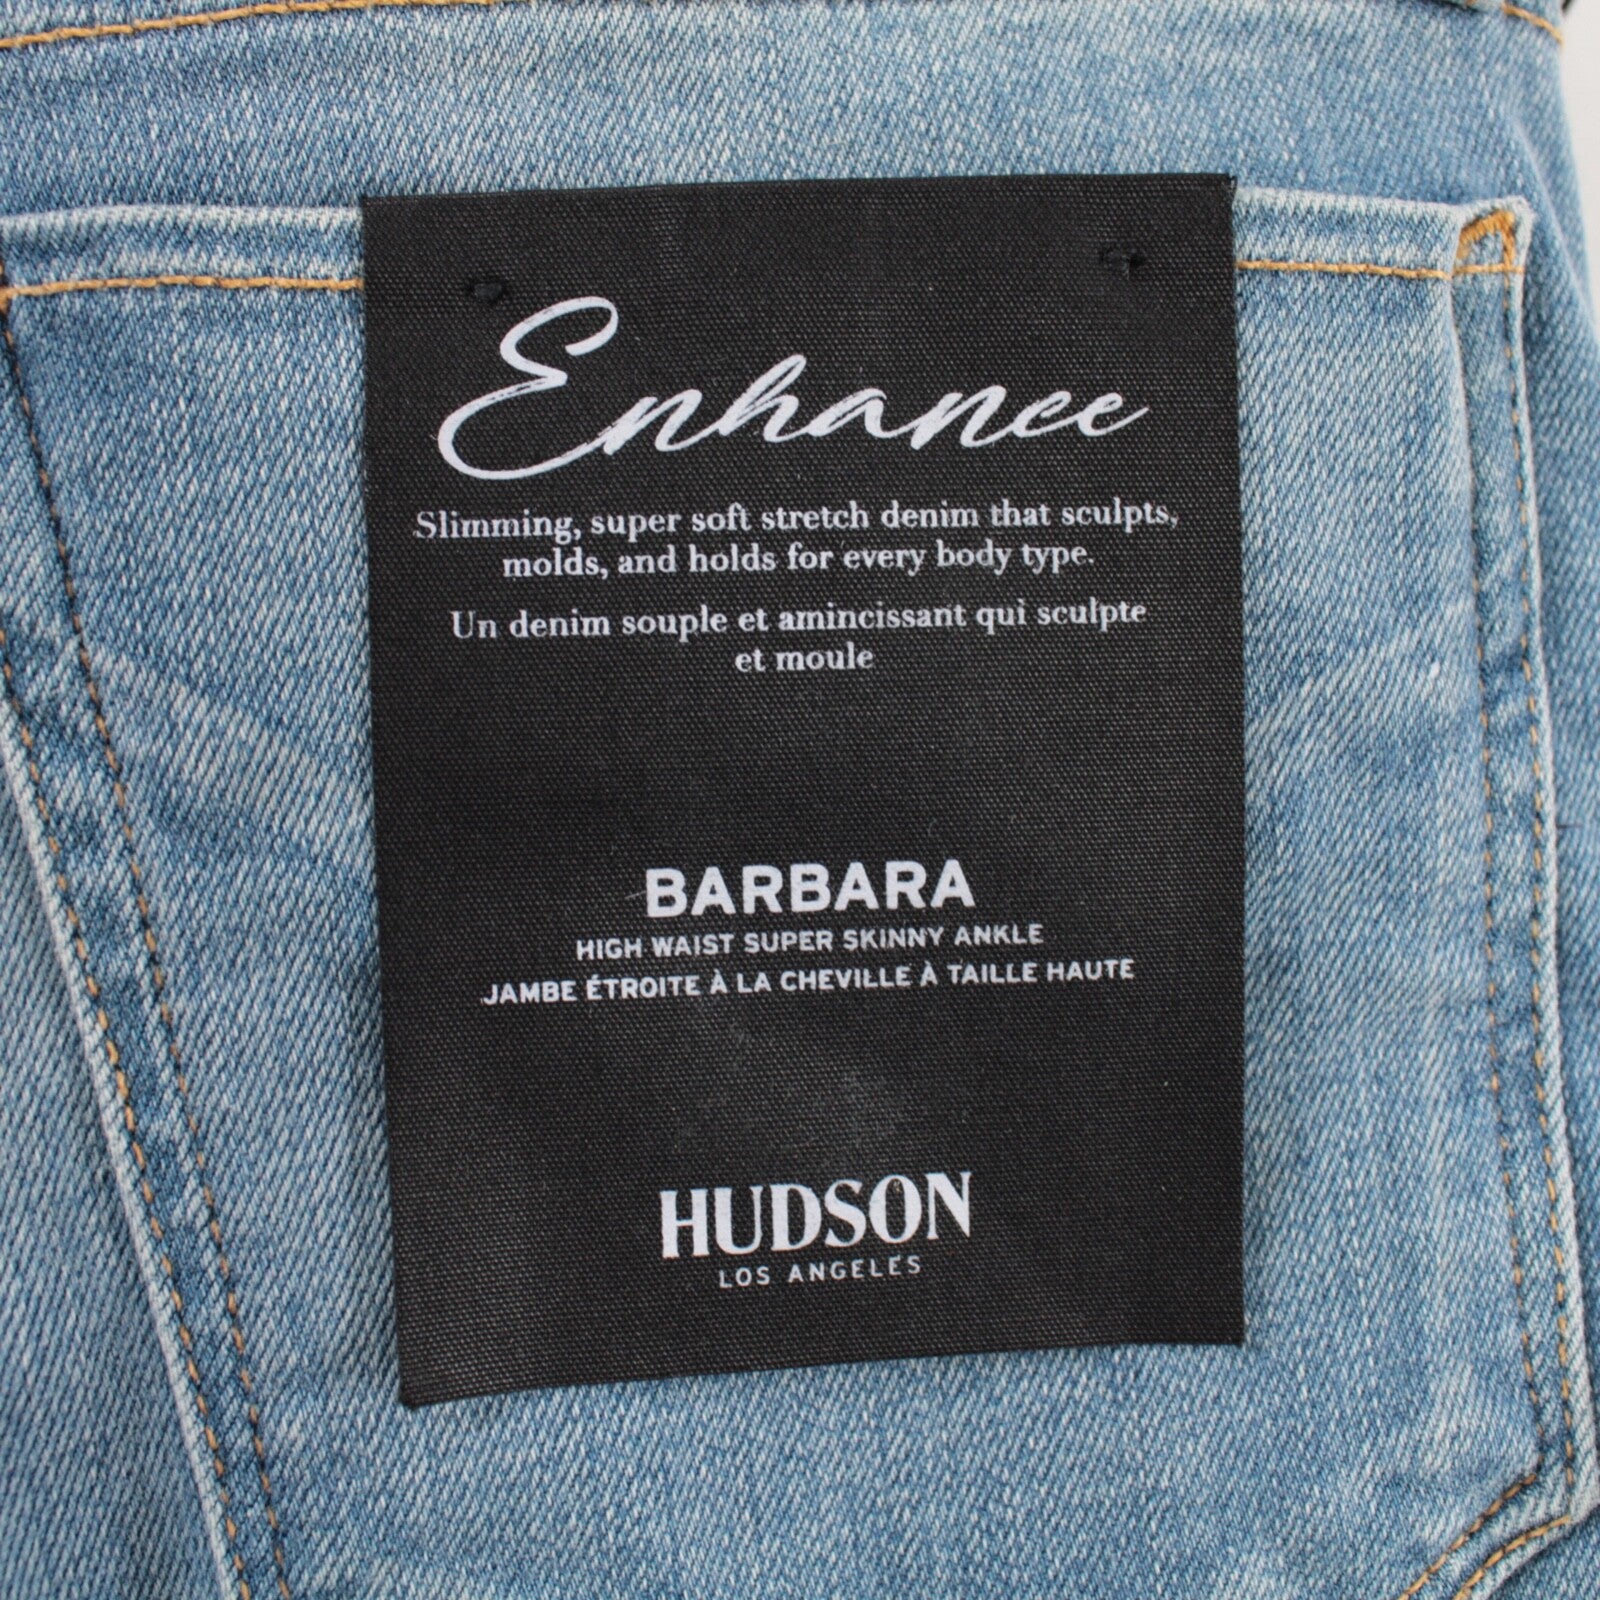 Enhance
Slimming, super soft stretch denim that sculpts,
molds, and holds for every body type.
Un denim souple et amincissant qui sculpte
et moule
BARBARA
HIGH WAIST SUPER SKINNY ANKLE
JAMBE ÉTROITE À LA CHEVILLE À TAILLE HAUTE
HUDSON
LOS ANGELES